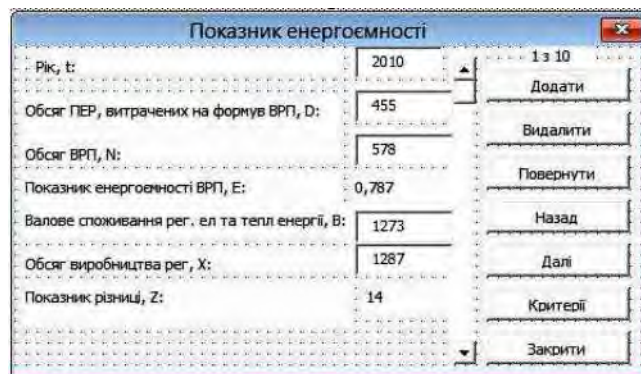 Показник енергоємності
Рік, t: 2010
Обсяг ПЕР, витрачених на формув ВРП, D: 455
Обсяг ВРП, N: 578
Показник енергоємності ВРП, E: 0,787
Валове споживання рег. ел та тепл енергії, B: 1273
Обсяг виробництва рег, X: 1287
Показник різниці, Z: 14
1 з 10
Додати
Видалити
Повернути
Назад
Далі
Критерії
Закрити